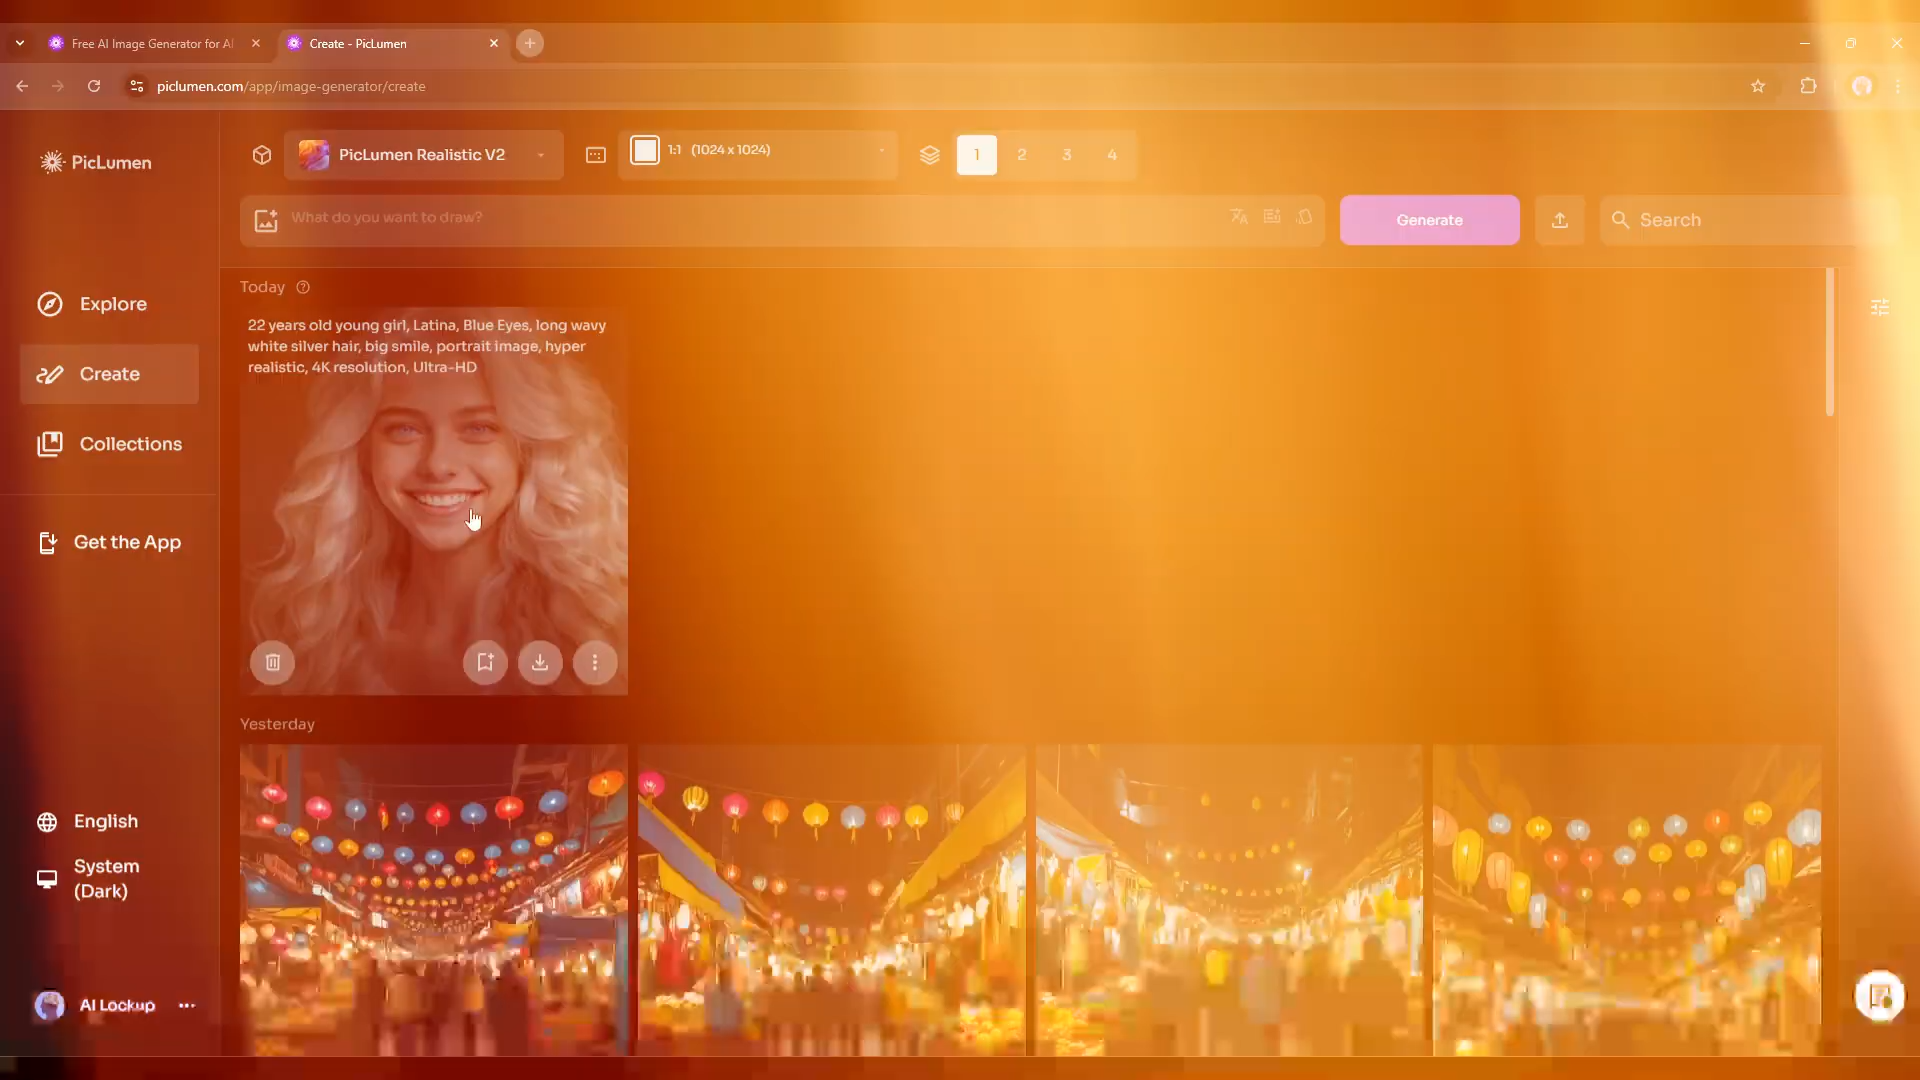 Free AI Image Generator for AI
Create - PicLumen
piclumen.com/app/image-generator/create
PicLumen
PicLumen Realistic V2
1:1 (1024 x 1024)
1 2 3 4
What do you want to draw?
Generate
Search
Explore
Create
Collections
Get the App
English
System
(Dark)
AI Lockup
Today
22 years old young girl, Latina, Blue Eyes, long wavy
white silver hair, big smile, portrait image, hyper
realistic, 4K resolution, Ultra-HD
Yesterday